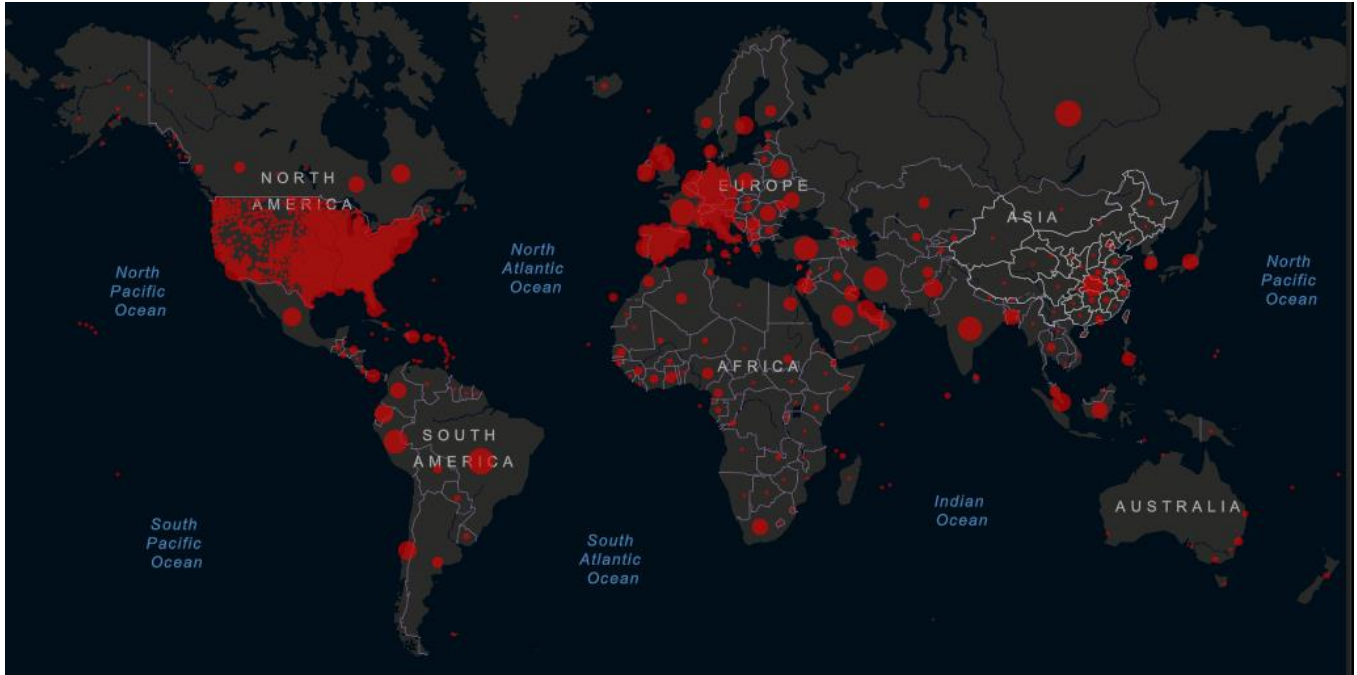 NORTH
AMERICA
EUROPE
ASIA
North
Pacific
Ocean
North
Atlantic
Ocean
North
Pacific
Ocean
AFRICA
SOUTH
AMERICA
South
Pacific
Ocean
South
Atlantic
Ocean
Indian
Ocean
AUSTRALIA